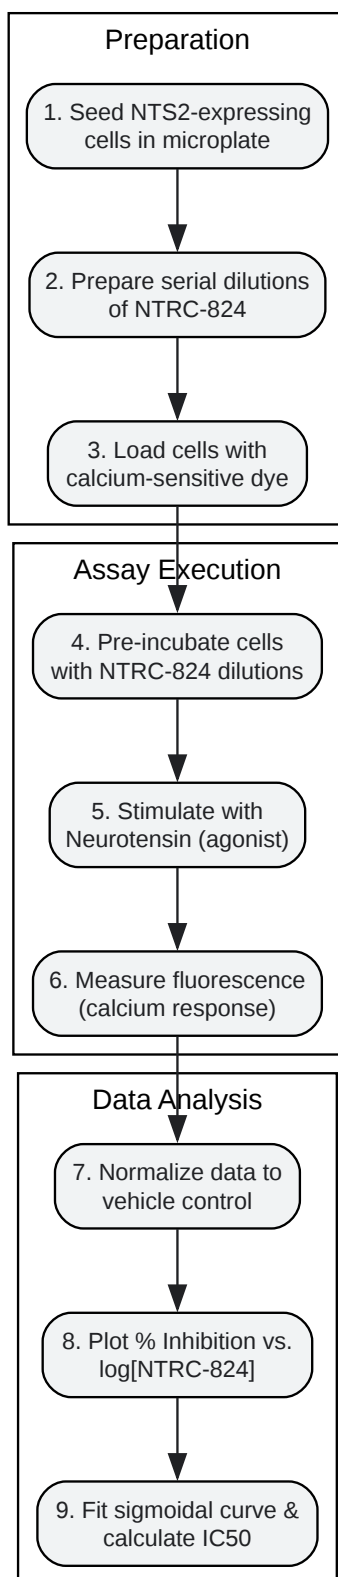 Preparation
1. Seed NTS2-expressing
cells in microplate
2. Prepare serial dilutions
of NTRC-824
3. Load cells with
calcium-sensitive dye
Assay Execution
4. Pre-incubate cells
with NTRC-824 dilutions
5. Stimulate with
Neurotensin (agonist)
6. Measure fluorescence
(calcium response)
Data Analysis
7. Normalize data to
vehicle control
8. Plot % Inhibition vs.
log[NTRC-824]
9. Fit sigmoidal curve &
calculate IC50